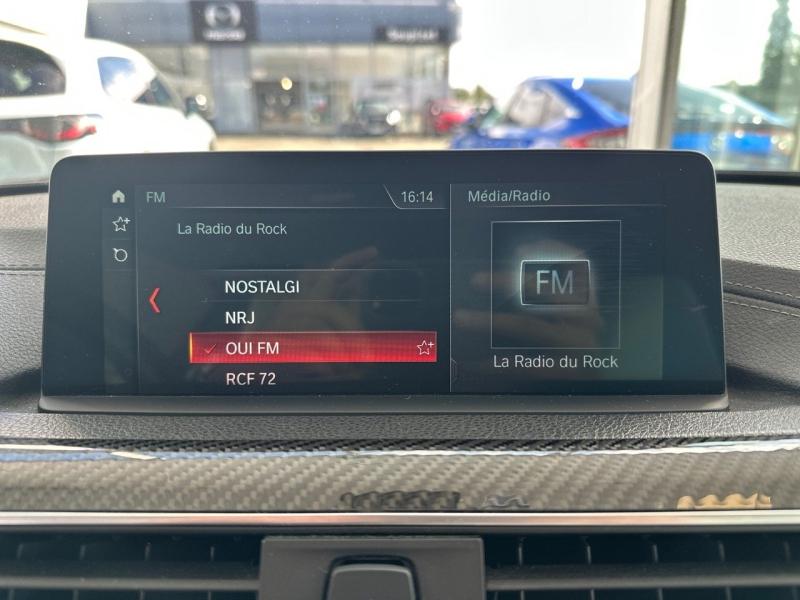 mazda
FM
16:14
Média/Radio
La Radio du Rock
NOSTALGI
NRJ
OUI FM
RCF 72
FM
La Radio du Rock